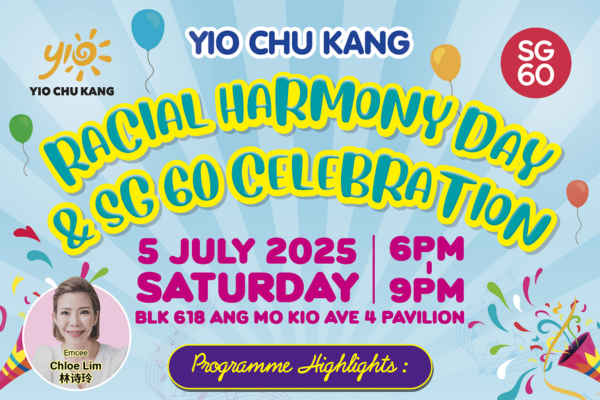 yio
YIO CHU KANG
YIO CHU KANG
SG
60
RACIAL HARMONY DAY
& SG 60 CELEBRATION
5 JULY 2025
SATURDAY
6PM
-
9PM
BLK 618 ANG MO KIO AVE 4 PAVILION
Emcee
Chloe Lim
林诗玲
Programme Highlights :